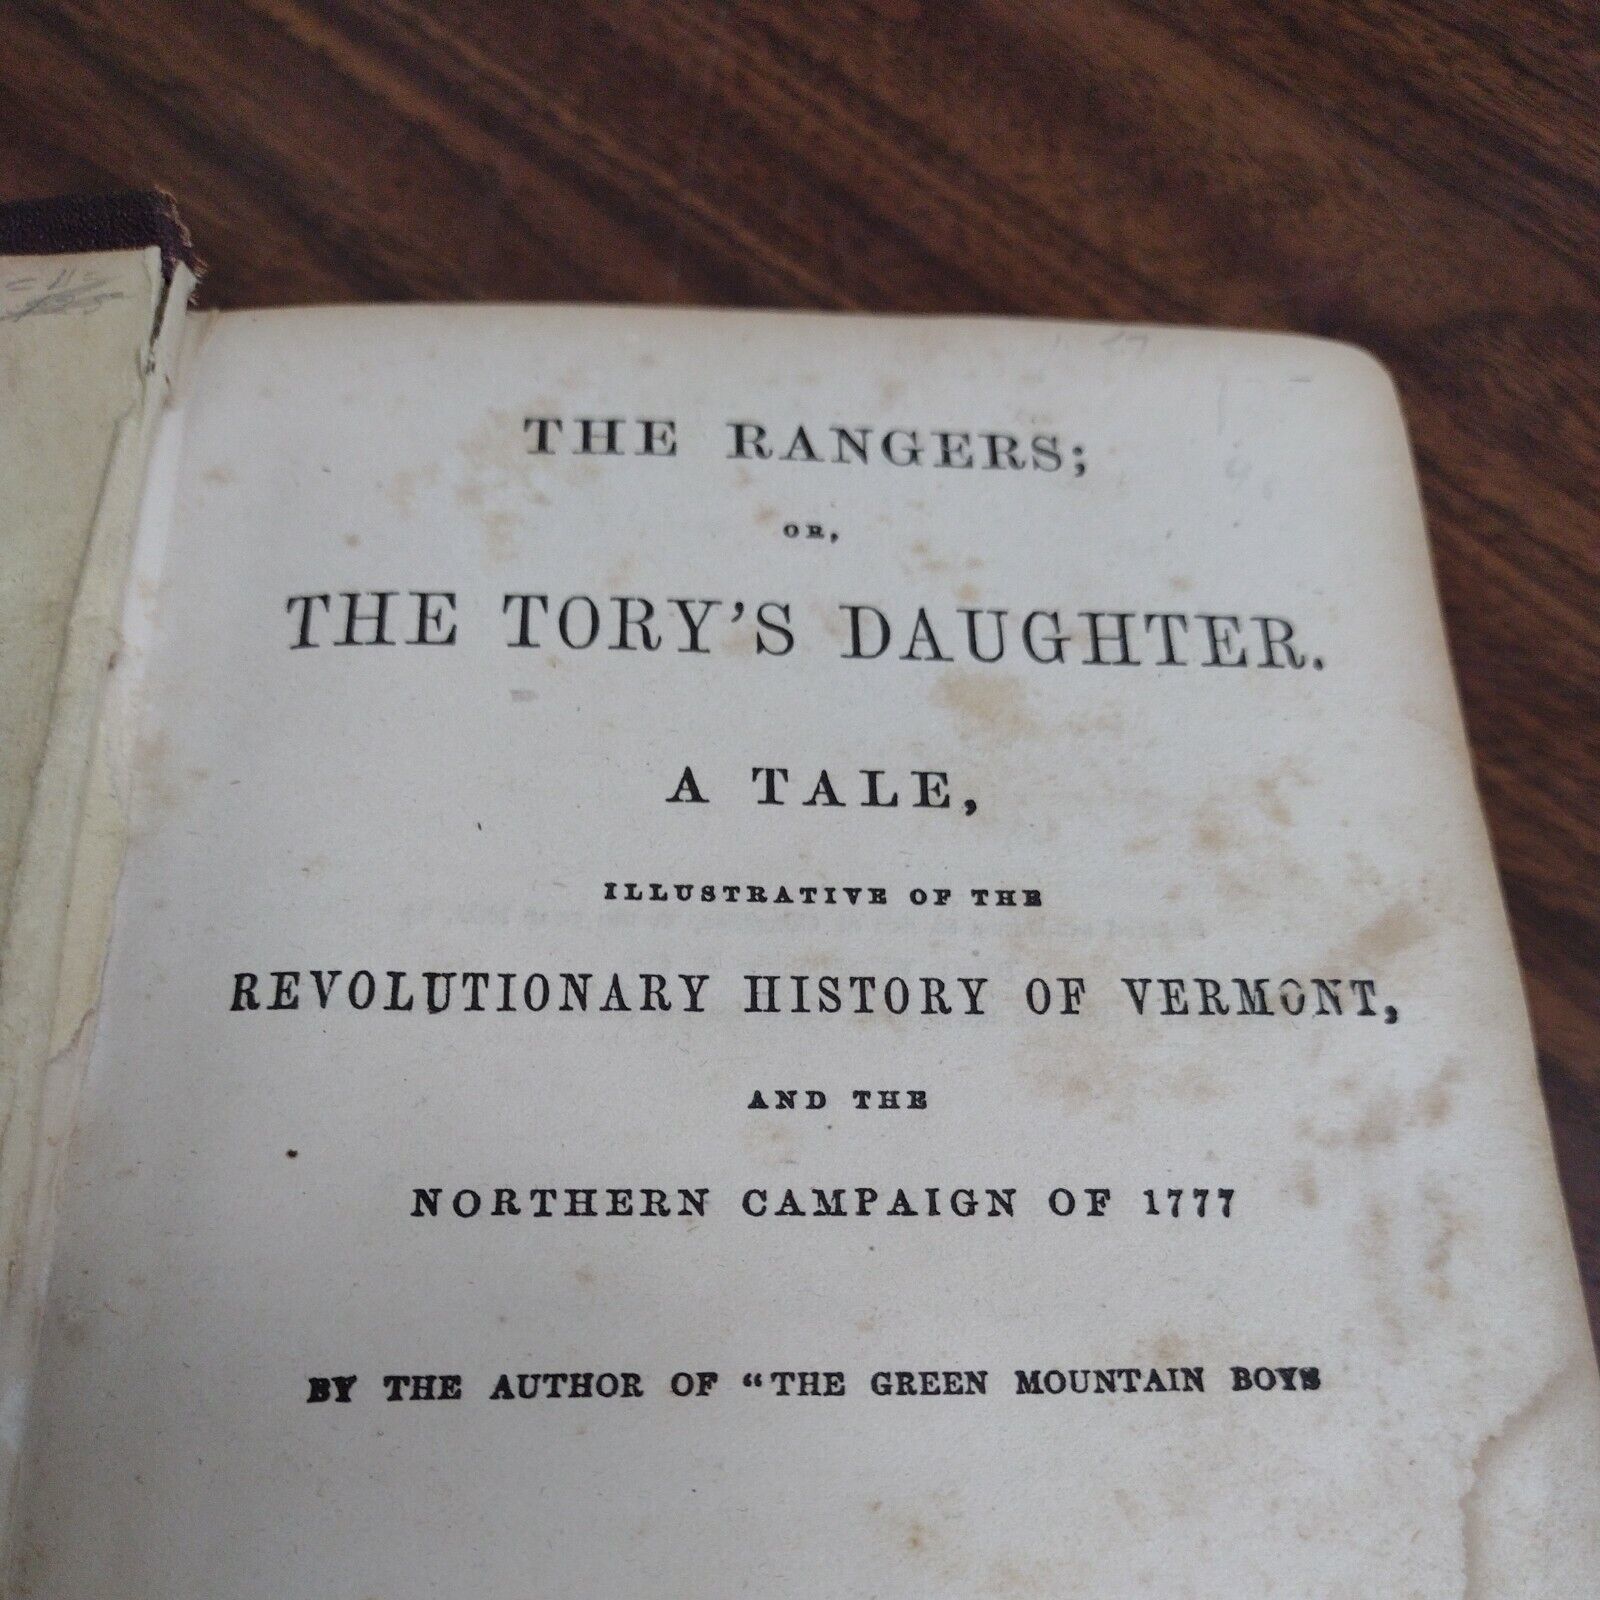 THE RANGERS;
OR,
THE TORY'S DAUGHTER.
A TALE,
ILLUSTRATIVE OF THE
REVOLUTIONARY HISTORY OF VERMONT,
AND THE
NORTHERN CAMPAIGN OF 1777
BY THE AUTHOR OF “THE GREEN MOUNTAIN BOYS